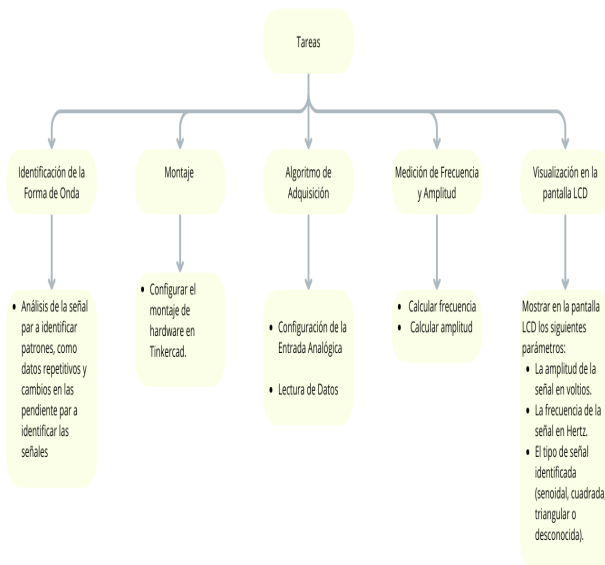 Tareas
Identificación de la
Forma de Onda
Montaje
Algoritmo de
Adquisición
Medición de Frecuencia
y Amplitud
Visualización en la
pantalla LCD
• Análisis de la señal
par a identificar
patrones, como
datos repetitivos y
cambios en las
pendiente par a
identificar las
señales
• Configurar el
montaje de
hardware en
Tinkercad.
• Configuración de la
Entrada Analógica
• Lectura de Datos
• Calcular frecuencia
• Calcular amplitud
Mostrar en la pantalla
LCD los siguientes
parámetros:
• La amplitud de la
señal en voltios.
• La frecuencia de la
señal en Hertz.
• El tipo de señal
identificada
(senoidal, cuadrada,
triangular o
desconocida).